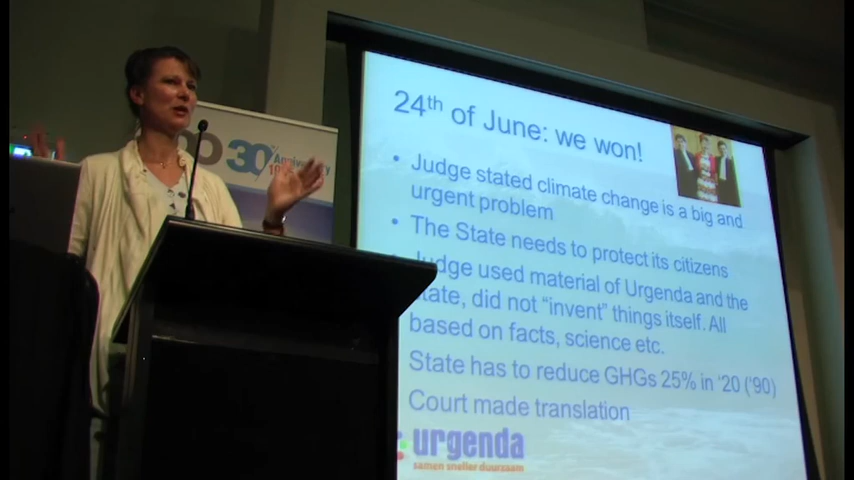 30th
Anniversary
24th of June: we won!
• Judge stated climate change is a big and
urgent problem
• The State needs to protect its citizens
Judge used material of Urgenda and the
State, did not "invent" things itself. All
based on facts, science etc.
State has to reduce GHGs 25% in '20 ('90)
Court made translation
urgenda
samen sneller duurzaam